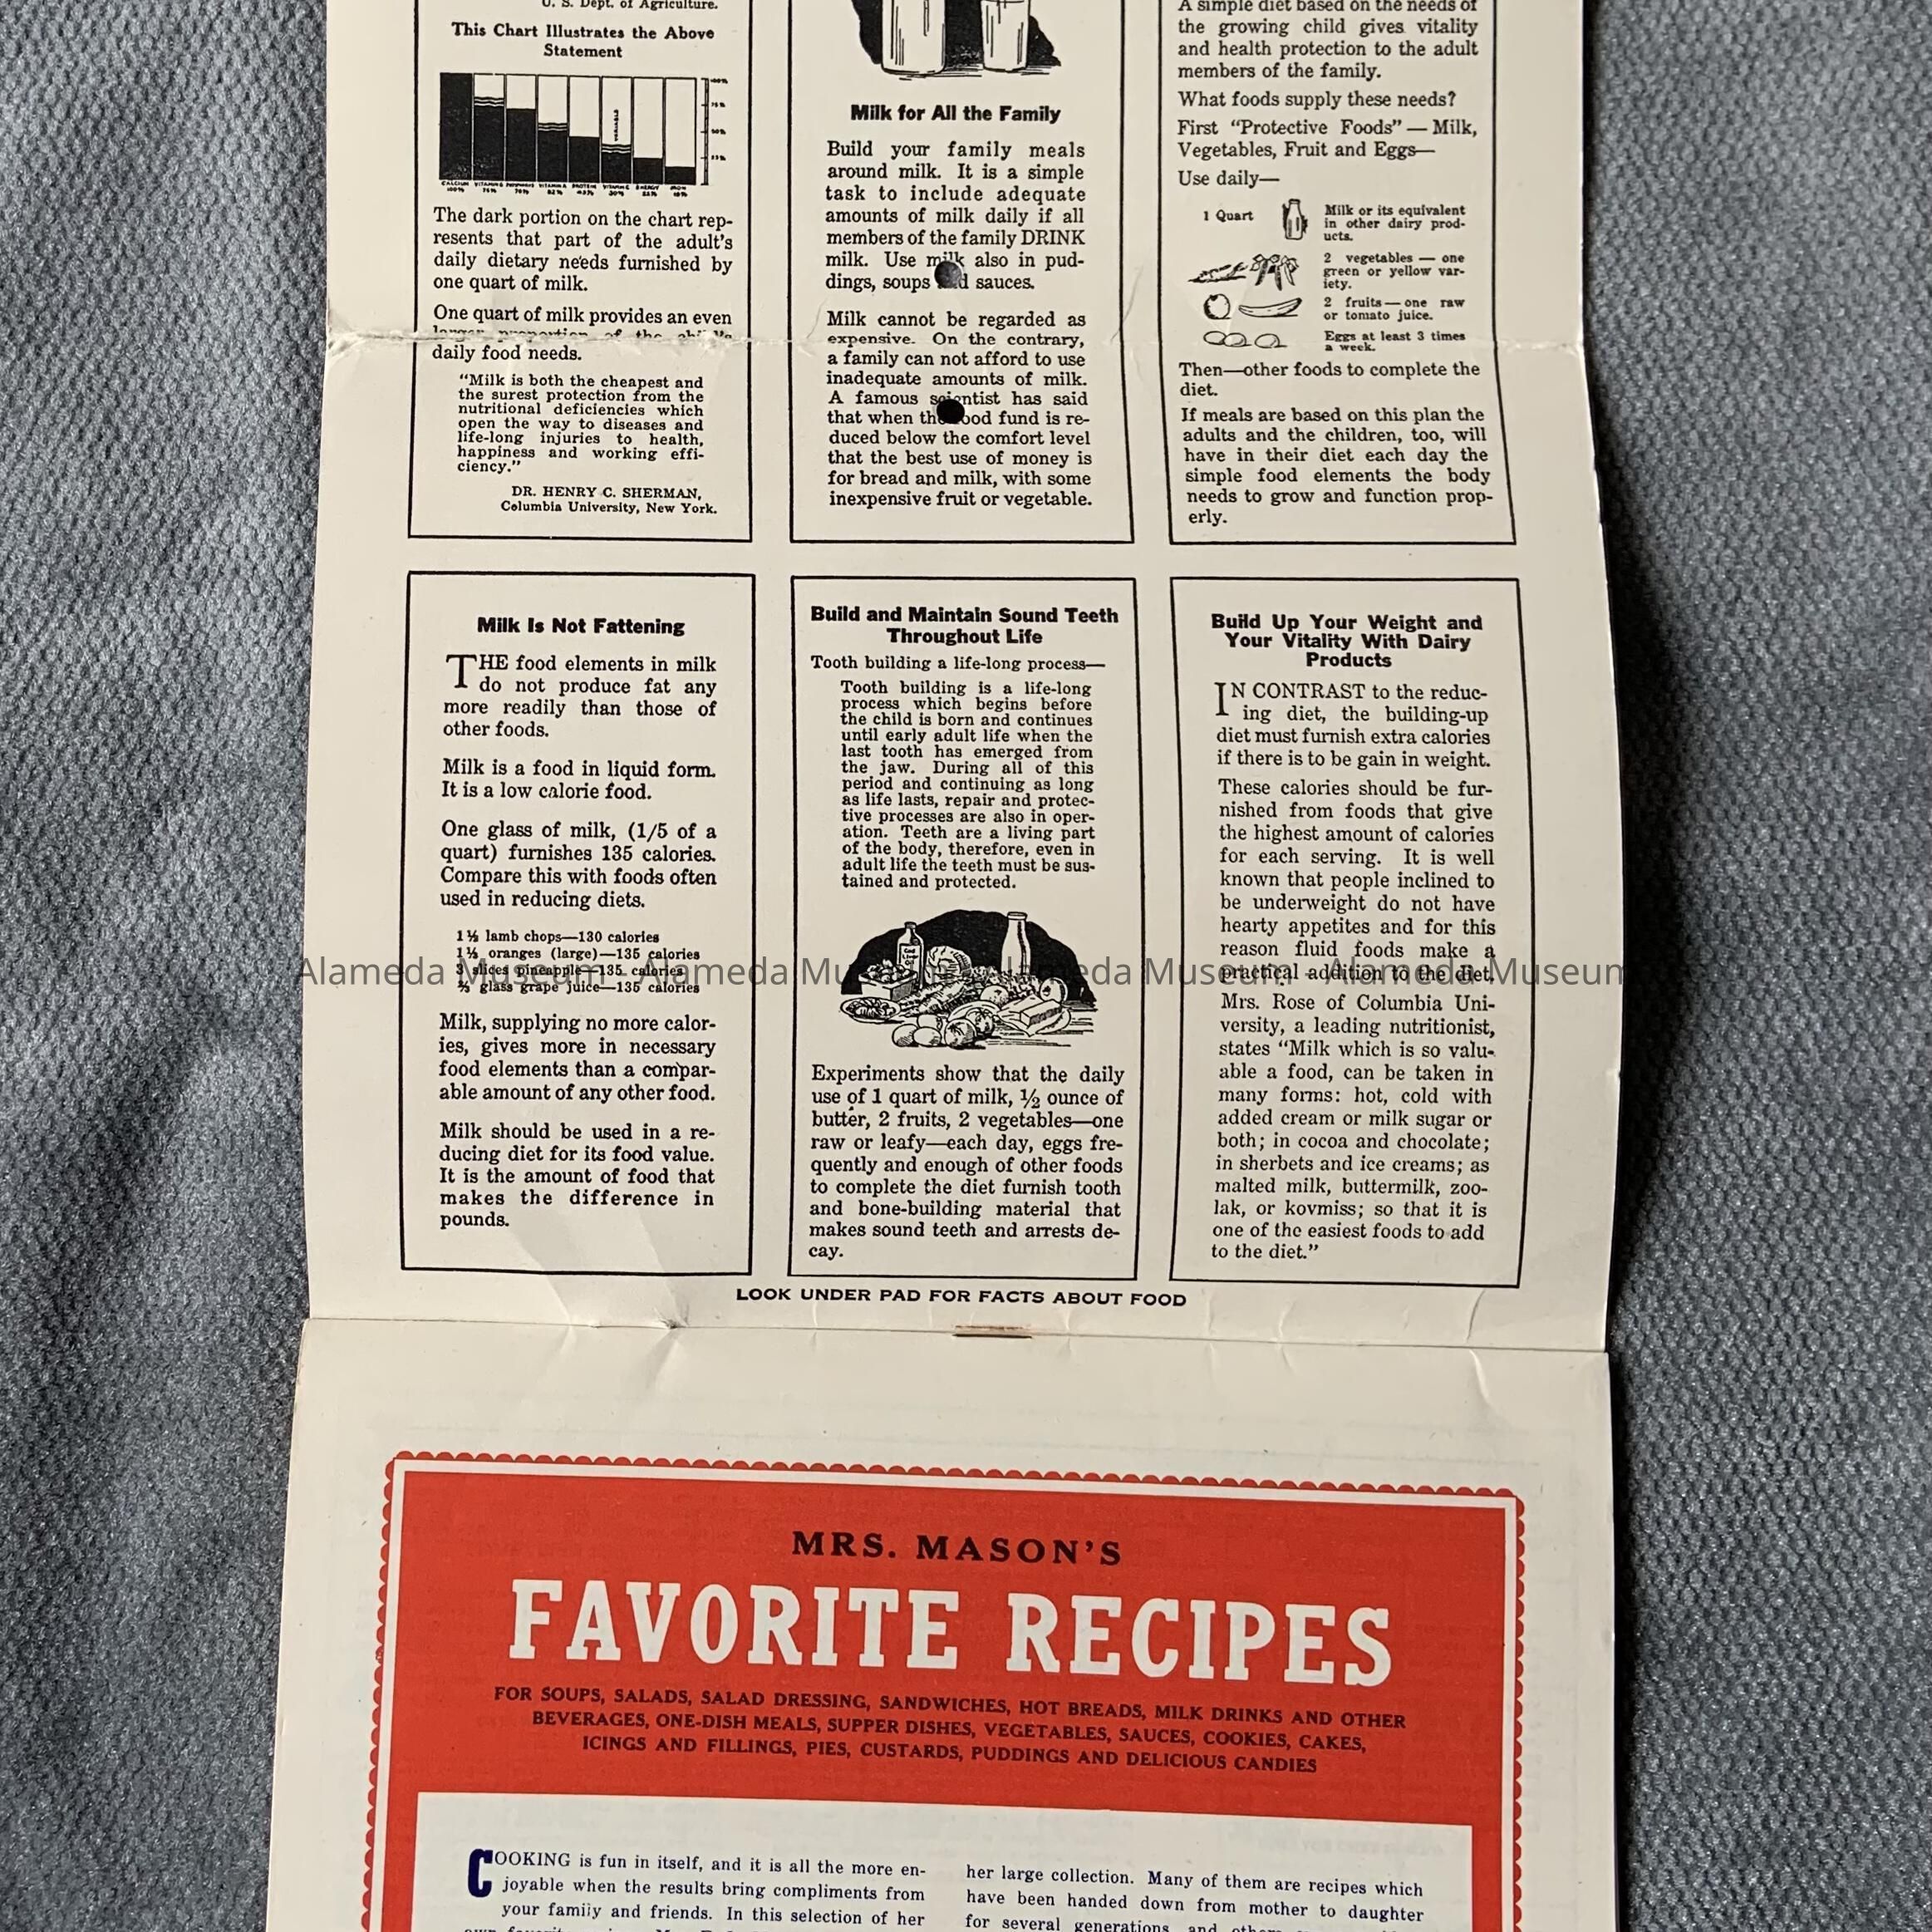 U. S. Dept. of Agriculture.
This Chart Illustrates the Above
Statement
100%
75%
50%
25%
CALCIUM VITAMIN G PHOSPHORUS VITAMIN A PROTEIN VITAMIN C ENERGY IRON
The dark portion on the chart rep-
resents that part of the adult's
daily dietary needs furnished by
one quart of milk.
One quart of milk provides an even
larger proportion of the child's
daily food needs.
"Milk is both the cheapest and
the surest protection from the
nutritional deficiencies which
open the way to diseases and
life-long injuries to health,
happiness and working effi-
ciency."
DR. HENRY C. SHERMAN,
Columbia University, New York.
Milk for All the Family
Build your family meals
around milk. It is a simple
task to include adequate
amounts of milk daily if all
members of the family DRINK
milk. Use milk also in pud-
dings, soups and sauces.
Milk cannot be regarded as
expensive. On the contrary,
a family can not afford to use
inadequate amounts of milk.
A famous scientist has said
that when the food fund is re-
duced below the comfort level
that the best use of money is
for bread and milk, with some
inexpensive fruit or vegetable.
A simple diet based on the needs of
the growing child gives vitality
and health protection to the adult
members of the family.
What foods supply these needs?
First "Protective Foods" — Milk,
Vegetables, Fruit and Eggs—
Use daily—
1 Quart
Milk or its equivalent
in other dairy prod-
ucts.
2 vegetables — one
green or yellow var-
iety.
2 fruits — one raw
or tomato juice.
Eggs at least 3 times
a week.
Then—other foods to complete the
diet.
If meals are based on this plan the
adults and the children, too, will
have in their diet each day the
simple food elements the body
needs to grow and function prop-
erly.
Milk Is Not Fattening
THE food elements in milk
do not produce fat any
more readily than those of
other foods.
Milk is a food in liquid form.
It is a low calorie food.
One glass of milk, (1/5 of a
quart) furnishes 135 calories.
Compare this with foods often
used in reducing diets.
lamb chops—130 calories
oranges (large)—135 calories
3 slices pineapple—135 calories
glass grape juice—135 calories
Milk, supplying no more calor-
ies, gives more in necessary
food elements than a compar-
able amount of any other food.
Milk should be used in a re-
ducing diet for its food value.
It is the amount of food that
makes the difference in
pounds.
Build and Maintain Sound Teeth
Throughout Life
Tooth building a life-long process—
Tooth building is a life-long
process which begins before
the child is born and continues
until early adult life when the
last tooth has emerged from
the jaw. During all of this
period and continuing as long
as life lasts, repair and protec-
tive processes are also in oper-
ation. Teeth are a living part
of the body, therefore, even in
adult life the teeth must be sus-
tained and protected.
Experiments show that the daily
use of 1 quart of milk, ½ ounce of
butter, 2 fruits, 2 vegetables—one
raw or leafy—each day, eggs fre-
quently and enough of other foods
to complete the diet furnish tooth
and bone-building material that
makes sound teeth and arrests de-
cay.
Build Up Your Weight and
Your Vitality With Dairy
Products
IN CONTRAST to the reduc-
ing diet, the building-up
diet must furnish extra calories
if there is to be gain in weight.
These calories should be fur-
nished from foods that give
the highest amount of calories
for each serving. It is well
known that people inclined to
be underweight do not have
hearty appetites and for this
reason fluid foods make a
practical addition to the diet.
Mrs. Rose of Columbia Uni-
versity, a leading nutritionist,
states "Milk which is so valu-
able a food, can be taken in
many forms: hot, cold with
added cream or milk sugar or
both; in cocoa and chocolate;
in sherbets and ice creams; as
malted milk, buttermilk, zoo-
lak, or kovmiss; so that it is
one of the easiest foods to add
to the diet."
Alameda Museum - Alameda Museum - Alameda Museum - Alameda Museum
LOOK UNDER PAD FOR FACTS ABOUT FOOD
MRS. MASON'S
FAVORITE RECIPES
FOR SOUPS, SALADS, SALAD DRESSING, SANDWICHES, HOT BREADS, MILK DRINKS AND OTHER
BEVERAGES, ONE-DISH MEALS, SUPPER DISHES, VEGETABLES, SAUCES, COOKIES, CAKES,
ICINGS AND FILLINGS, PIES, CUSTARDS, PUDDINGS AND DELICIOUS CANDIES
COOKING is fun in itself, and it is all the more en-
joyable when the results bring compliments from
your family and friends. In this selection of her
her large collection. Many of them are recipes which
have been handed down from mother to daughter
for several generations, and others